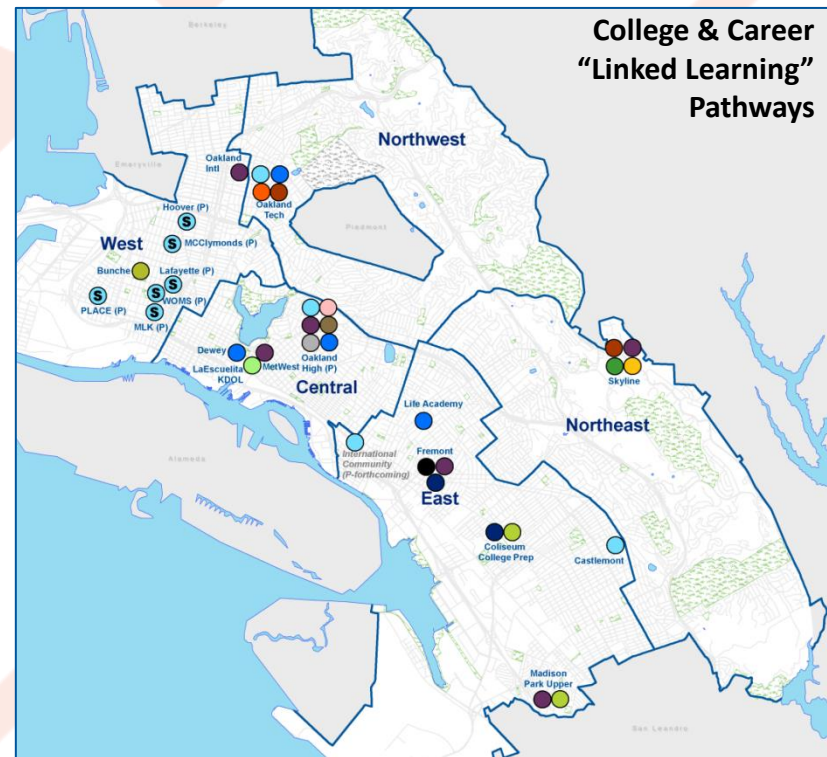 College & Career
“Linked Learning”
Pathways
Berkeley
Northwest
Emeryville
Oakland
Intl
Oakland
Tech
Piedmont
Hoover (P)
West
MCClymonds (P)
Bunche
Lafayette (P)
PLACE (P)
WOMS (P)
MLK (P)
S
S
S
S
S
S
Dewey
LaEscuelita
KDOL
MetWest
Oakland
High (P)
Central
Skyline
Northeast
Life Academy
International
Community
(P-forthcoming)
Fremont
East
Alameda
Coliseum
College Prep
Castlemont
Madison
Park Upper
San Leandro